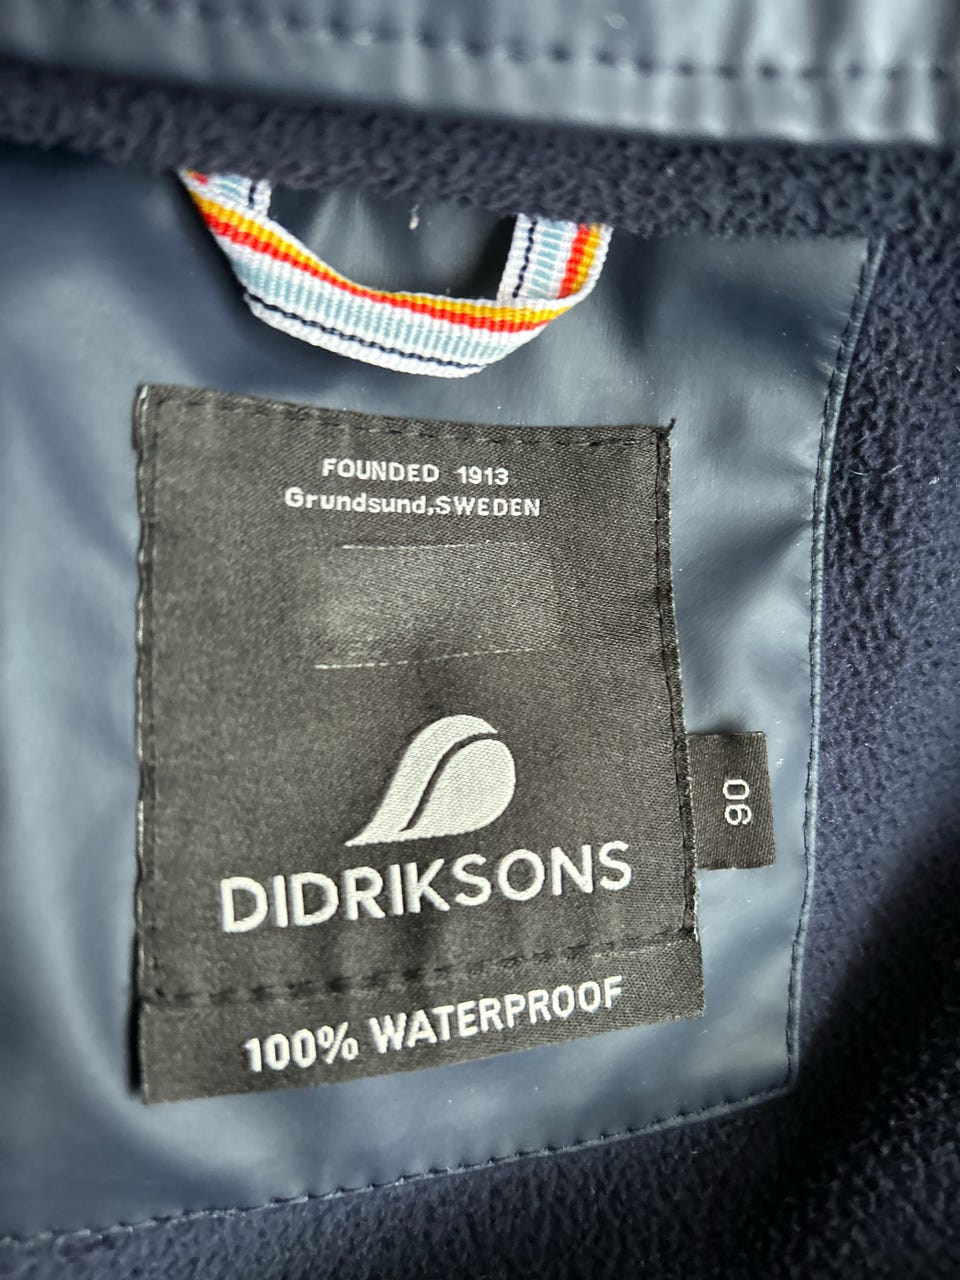 FOUNDED 1913
Grundsund,SWEDEN
DIDRIKSONS
100% WATERPROOF
90